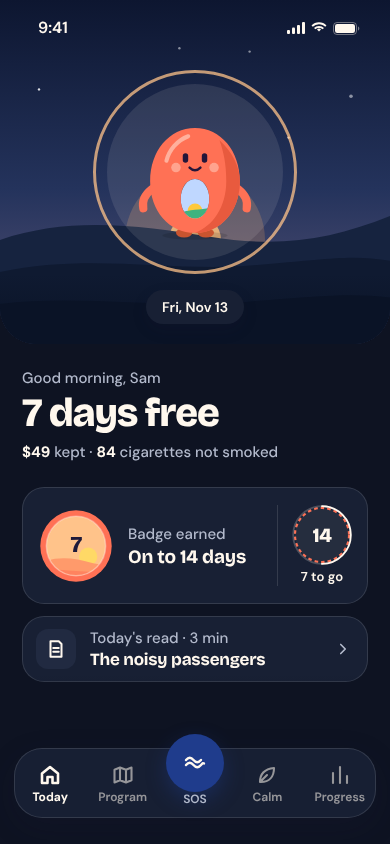 9:41
Fri, Nov 13
Good morning, Sam
7 days free
$49 kept · 84 cigarettes not smoked
7
Badge earned
On to 14 days
14
7 to go
Today's read · 3 min
The noisy passengers
Today
Program
SOS
Calm
Progress